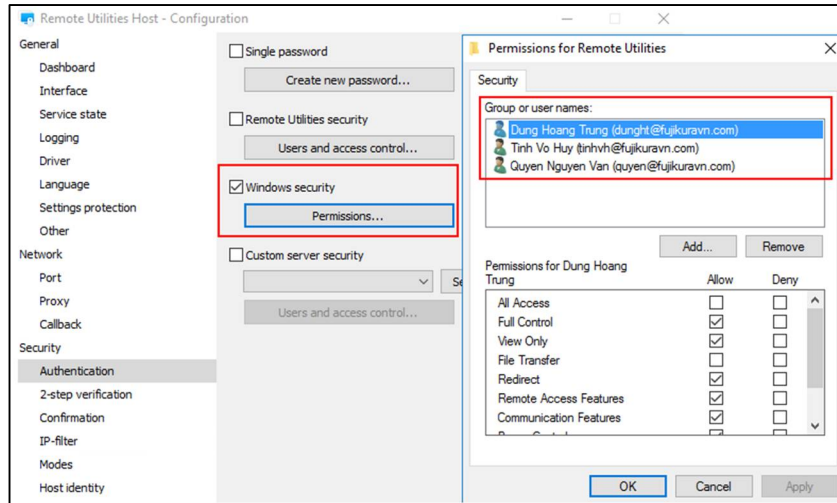 Remote Utilities Host - Configuration
General
Dashboard
Interface
Service state
Logging
Driver
Language
Settings protection
Other
Network
Port
Proxy
Callback
Security
Authentication
2-step verification
Confirmation
IP-filter
Modes
Host identity
Single password
Create new password...
Remote Utilities security
Users and access control...
Windows security
Permissions...
Custom server security
Users and access control...
Permissions for Remote Utilities
Security
Group or user names:
Dung Hoang Trung (dunght@fujikuravn.com)
Tinh Vo Huy (tinhvh@fujikuravn.com)
Quyen Nguyen Van (quyen@fujikuravn.com)
Add...
Remove
Permissions for Dung Hoang
Trung
Allow
Deny
All Access
Full Control
View Only
File Transfer
Redirect
Remote Access Features
Communication Features
OK
Cancel
Apply